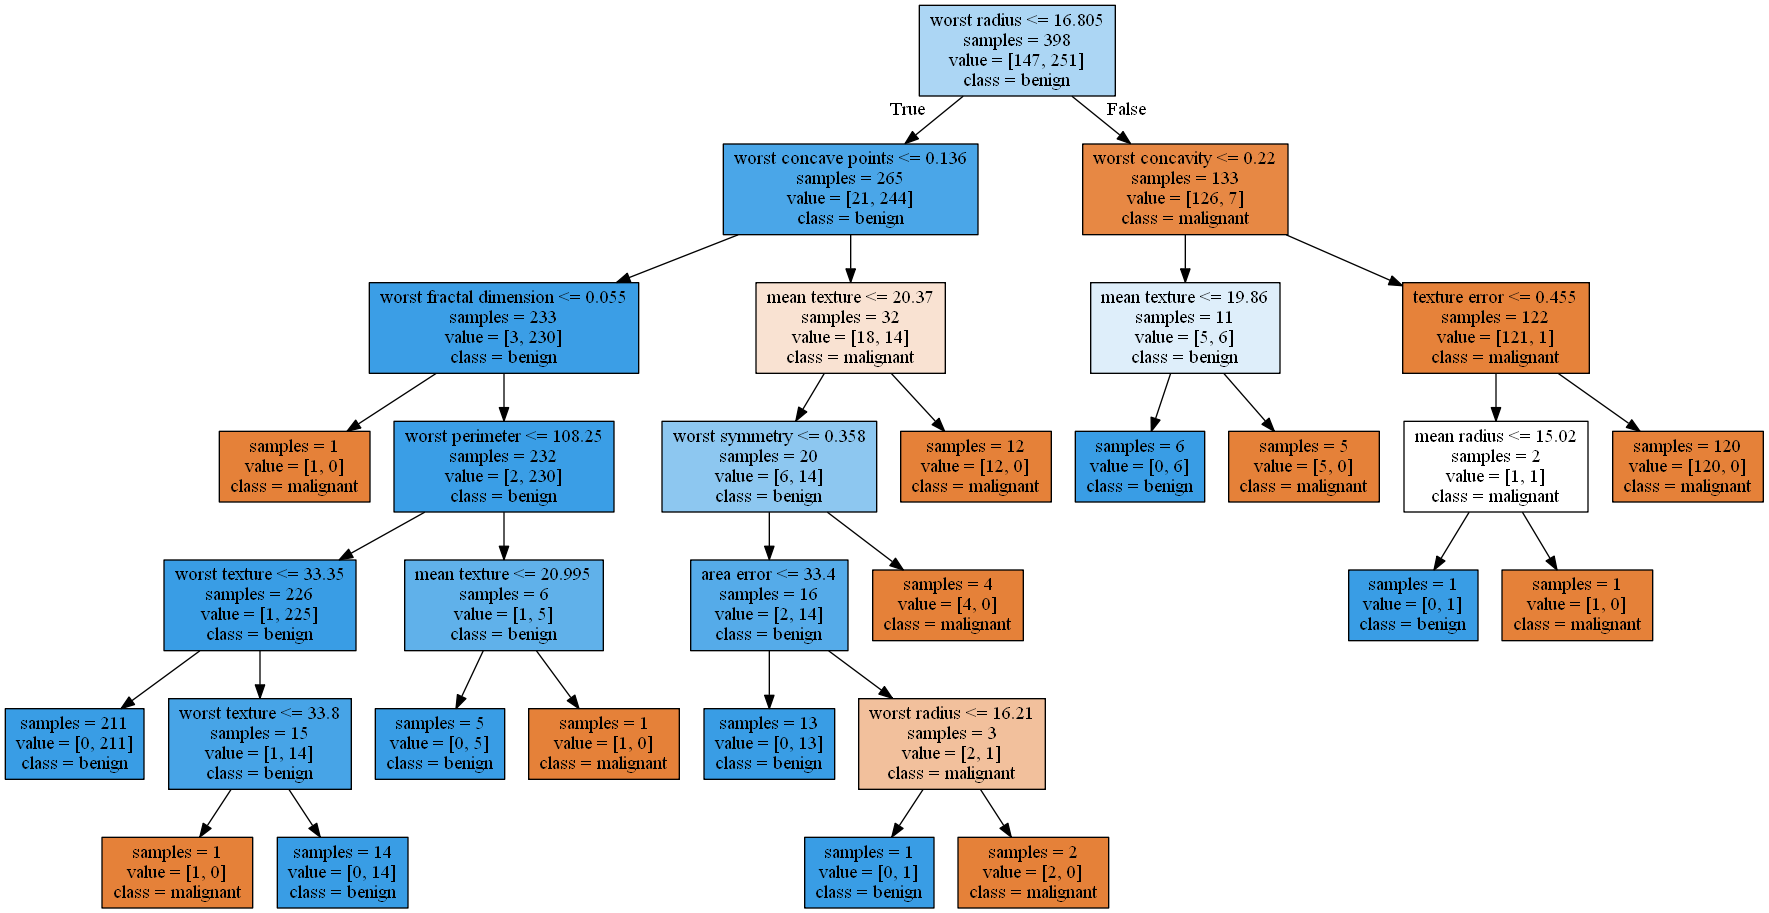 worst radius <= 16.805
samples = 398
value = [147, 251]
class = benign
True
False
worst concave points <= 0.136
samples = 265
value = [21, 244]
class = benign
worst concavity <= 0.22
samples = 133
value = [126, 7]
class = malignant
worst fractal dimension <= 0.055
samples = 233
value = [3, 230]
class = benign
mean texture <= 20.37
samples = 32
value = [18, 14]
class = malignant
mean texture <= 19.86
samples = 11
value = [5, 6]
class = benign
texture error <= 0.455
samples = 122
value = [121, 1]
class = malignant
samples = 1
value = [1, 0]
class = malignant
worst perimeter <= 108.25
samples = 232
value = [2, 230]
class = benign
worst symmetry <= 0.358
samples = 20
value = [6, 14]
class = benign
samples = 12
value = [12, 0]
class = malignant
samples = 6
value = [0, 6]
class = benign
samples = 5
value = [5, 0]
class = malignant
mean radius <= 15.02
samples = 2
value = [1, 1]
class = malignant
samples = 120
value = [120, 0]
class = malignant
worst texture <= 33.35
samples = 226
value = [1, 225]
class = benign
mean texture <= 20.995
samples = 6
value = [1, 5]
class = benign
area error <= 33.4
samples = 16
value = [2, 14]
class = benign
samples = 4
value = [4, 0]
class = malignant
samples = 1
value = [0, 1]
class = benign
samples = 1
value = [1, 0]
class = malignant
samples = 211
value = [0, 211]
class = benign
worst texture <= 33.8
samples = 15
value = [1, 14]
class = benign
samples = 5
value = [0, 5]
class = benign
samples = 1
value = [1, 0]
class = malignant
samples = 13
value = [0, 13]
class = benign
worst radius <= 16.21
samples = 3
value = [2, 1]
class = malignant
samples = 1
value = [1, 0]
class = malignant
samples = 14
value = [0, 14]
class = benign
samples = 1
value = [0, 1]
class = benign
samples = 2
value = [2, 0]
class = malignant